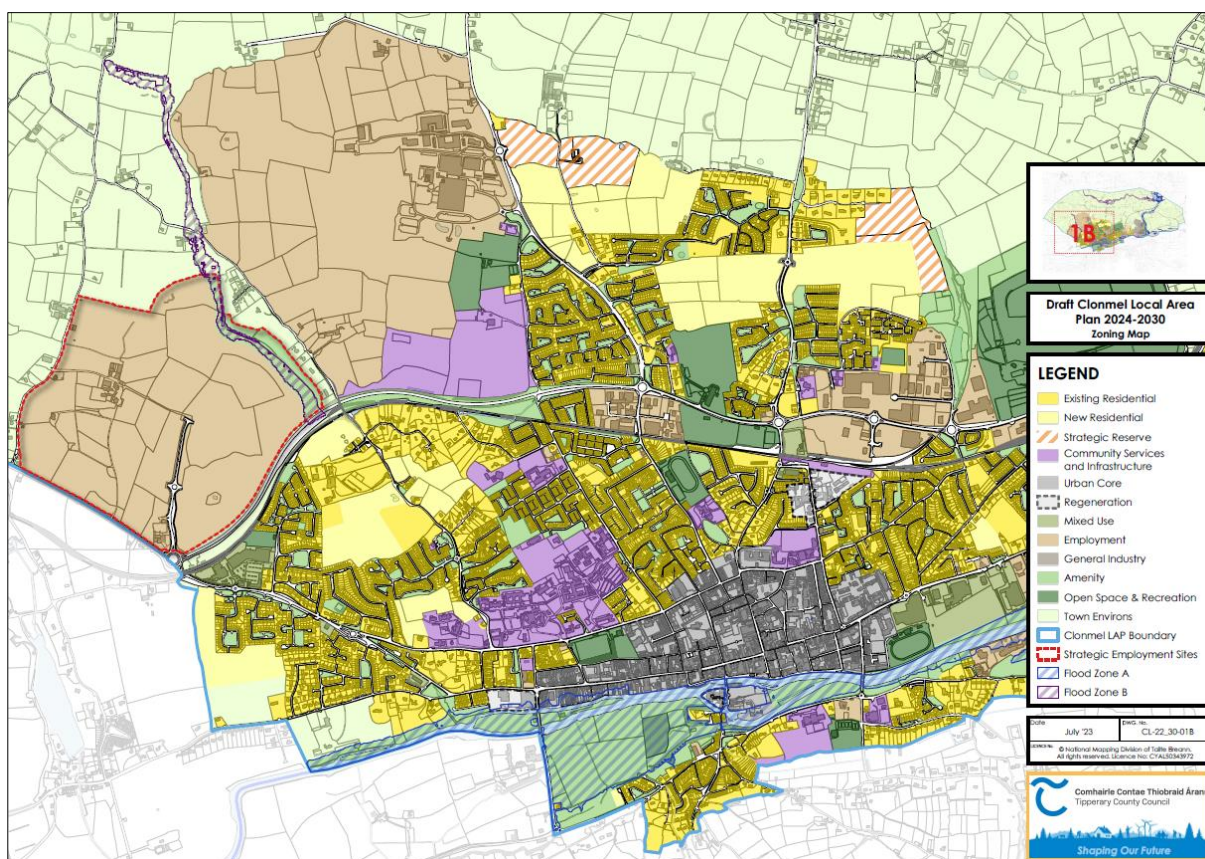 1B
Draft Clonmel Local Area
Plan 2024-2030
Zoning Map
LEGEND
Existing Residential
New Residential
Strategic Reserve
Community Services
and Infrastructure
Urban Core
Regeneration
Mixed Use
Employment
General Industry
Amenity
Open Space & Recreation
Town Environs
Clonmel LAP Boundary
Strategic Employment Sites
Flood Zone A
Flood Zone B
Date
July '23
DWG. No.
CL-22_30-01B
LICENCE No
© National Mapping Division of Tailte Éireann.
All rights reserved. Licence No: CYAL50343972
Comhairle Contae Thiobraid Árann
Tipperary County Council
Shaping Our Future